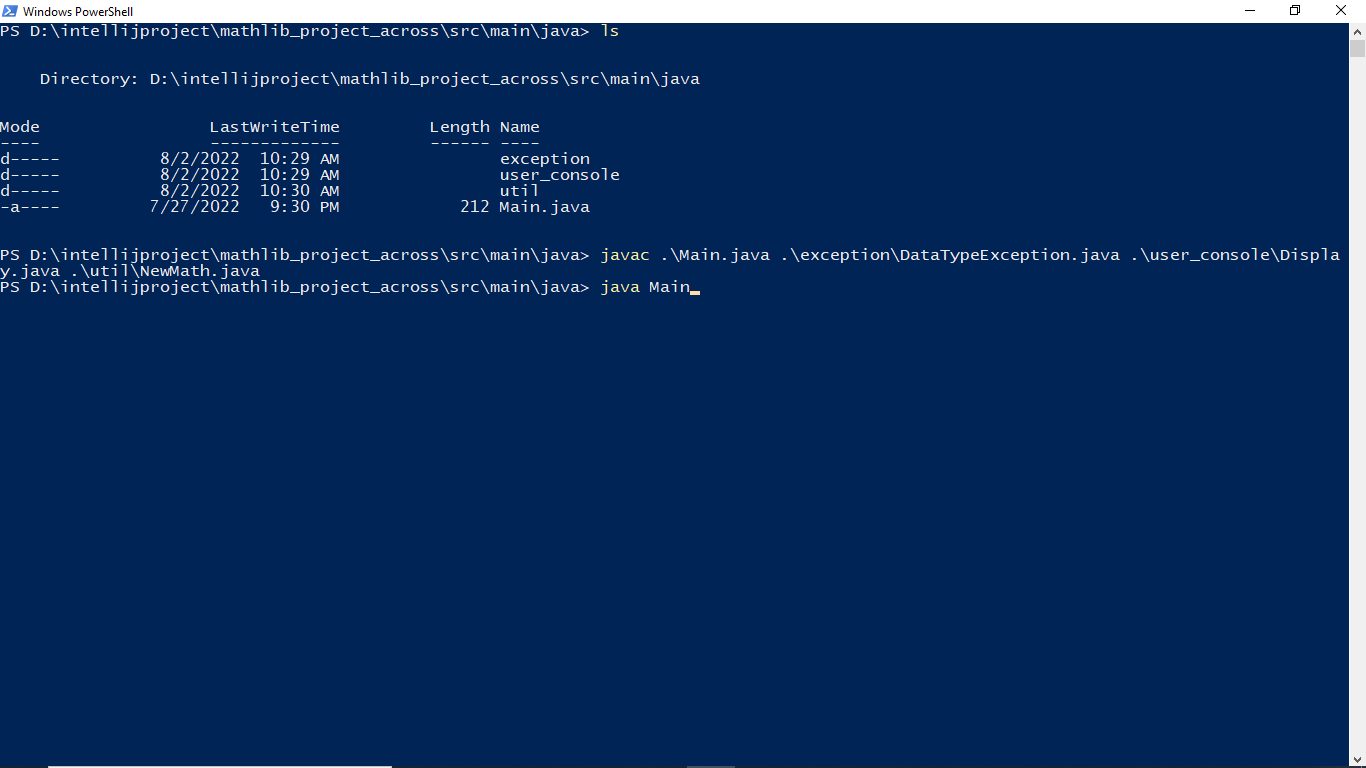 Windows PowerShell
PS D:\intellijproject\mathlib_project_across\src\main\java> ls
Directory: D:\intellijproject\mathlib_project_across\src\main\java
Mode                 LastWriteTime         Length Name
----                 -------------         ------ ----
d-----          8/2/2022  10:29 AM                exception
d-----          8/2/2022  10:29 AM                user_console
d-----          8/2/2022  10:30 AM                util
-a----         7/27/2022   9:30 PM            212 Main.java
PS D:\intellijproject\mathlib_project_across\src\main\java> javac .\Main.java .\exception\DataTypeException.java .\user_console\Displa
y.java .\util\NewMath.java
PS D:\intellijproject\mathlib_project_across\src\main\java> java Main